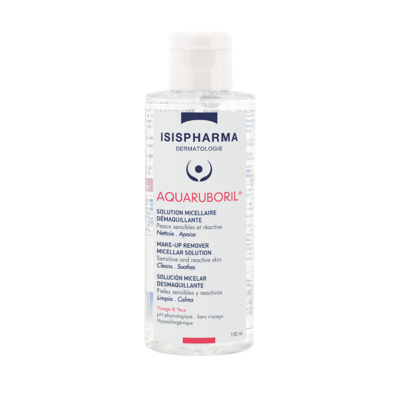 ISISPHARMA
DERMATOLOGIE
AQUARUBORIL®
SOLUTION MICELLAIRE
DÉMAQUILLANTE
Peaux sensibles et réactive
Nettoie . Apaise
MAKE-UP REMOVER
MICELLAR SOLUTION
Sensitive and reactive skin
Cleans . Soothes
SOLUCIÓN MICELAR
DESMAQUILLANTE
Pieles sensibles y reactivas
Limpia . Calma
Visage & Yeux
pH physiologique . Sans rinçage
Hypoallergénique
100 ml